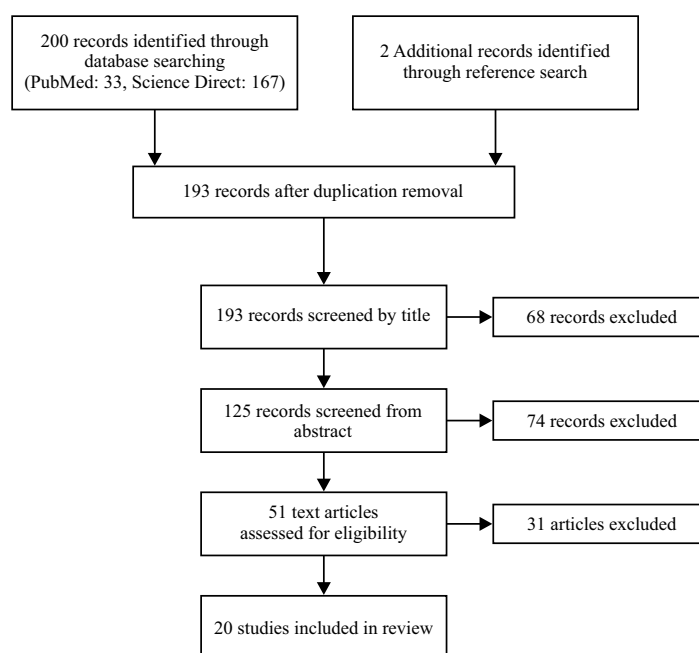 200 records identified through
database searching
(PubMed: 33, Science Direct: 167)
2 Additional records identified
through reference search
193 records after duplication removal
193 records screened by title
68 records excluded
125 records screened from
abstract
74 records excluded
51 text articles
assessed for eligibility
31 articles excluded
20 studies included in review